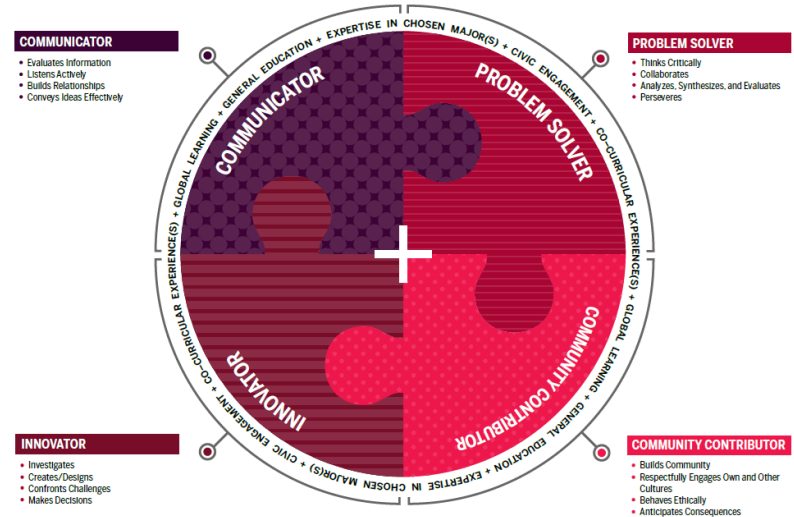 COMMUNICATOR
• Evaluates Information
• Listens Actively
• Builds Relationships
• Conveys Ideas Effectively
PROBLEM SOLVER
• Thinks Critically
• Collaborates
• Analyzes, Synthesizes, and Evaluates
• Perseveres
GLOBAL LEARNING + GENERAL EDUCATION + EXPERTISE IN CHOSEN MAJOR(S) + CIVIC ENGAGEMENT + CO-CURRICULAR EXPERIENCE(S) + GLOBAL LEARNING + GENERAL EDUCATION + EXPERTISE IN CHOSEN MAJOR(S) + CIVIC ENGAGEMENT + CO-CURRICULAR EXPERIENCE(S) +
COMMUNICATOR
PROBLEM SOLVER
INNOVATOR
COMMUNITY CONTRIBUTOR
INNOVATOR
• Investigates
• Creates/Designs
• Confronts Challenges
• Makes Decisions
COMMUNITY CONTRIBUTOR
• Builds Community
• Respectfully Engages Own and Other
Cultures
• Behaves Ethically
• Anticipates Consequences